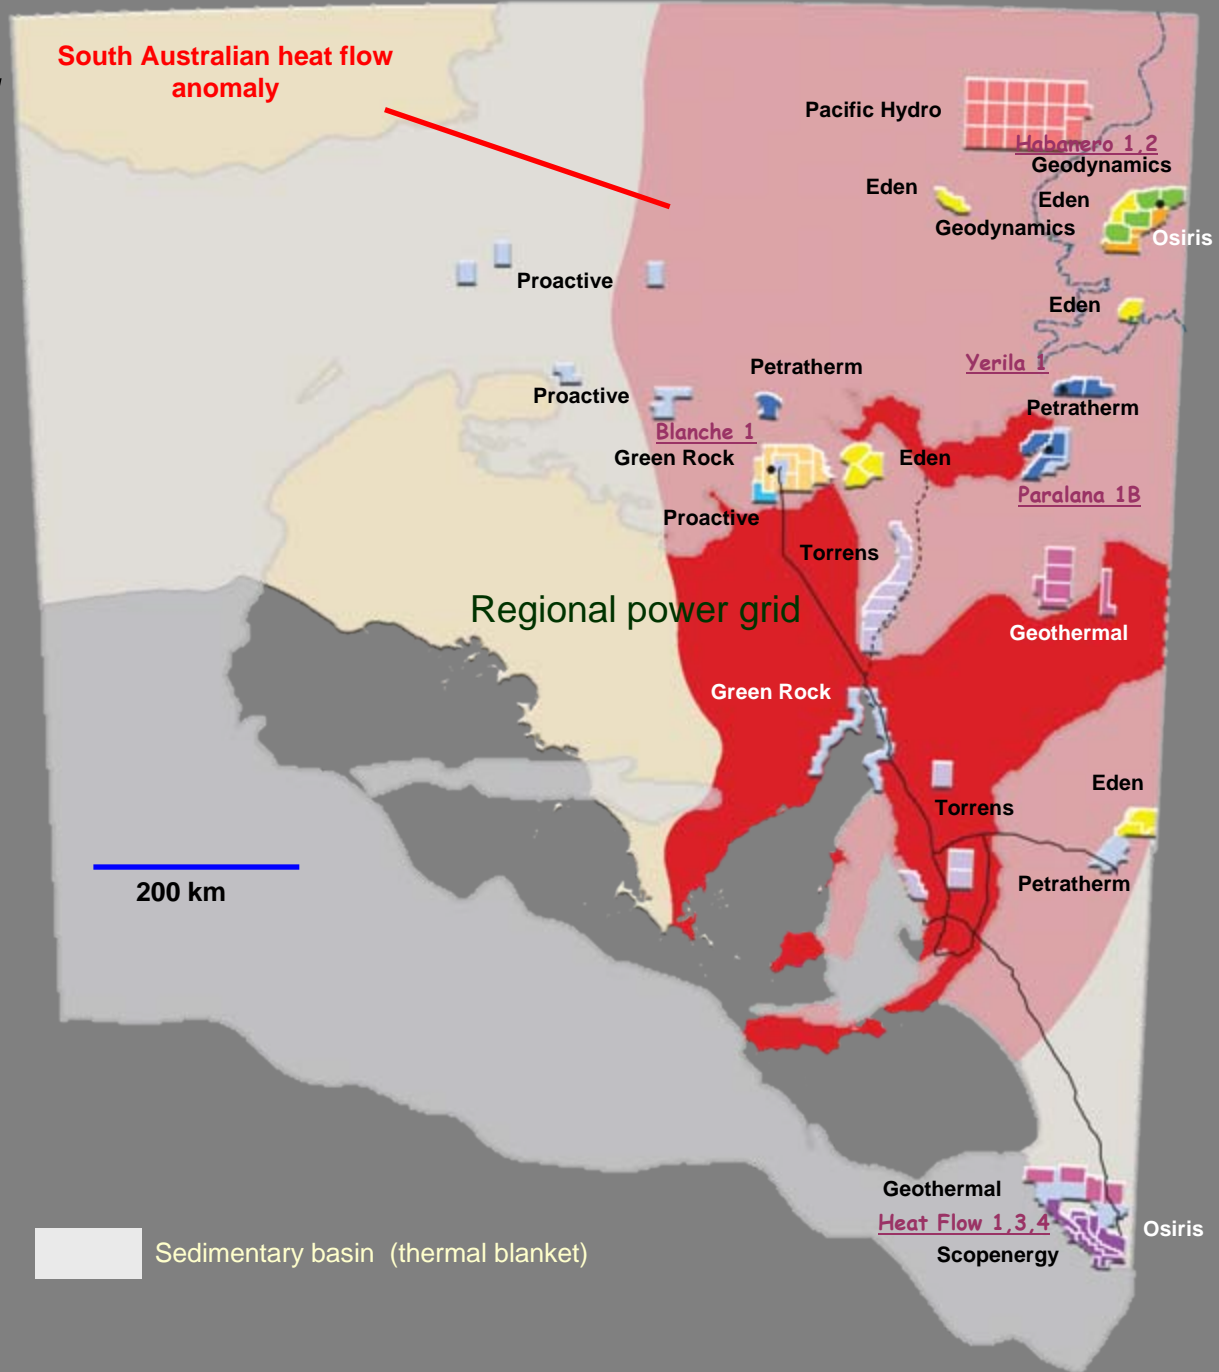 South Australian heat flow
anomaly
Pacific Hydro
Habanero 1,2
Geodynamics
Eden
Eden
Geodynamics
Osiris
Proactive
Eden
Yerila 1
Petratherm
Proactive
Petratherm
Blanche 1
Green Rock
Eden
Paralana 1B
Proactive
Torrens
Regional power grid
Geothermal
Green Rock
Eden
Torrens
200 km
Petratherm
Geothermal
Heat Flow 1,3,4
Osiris
Scopenergy
Sedimentary basin (thermal blanket)